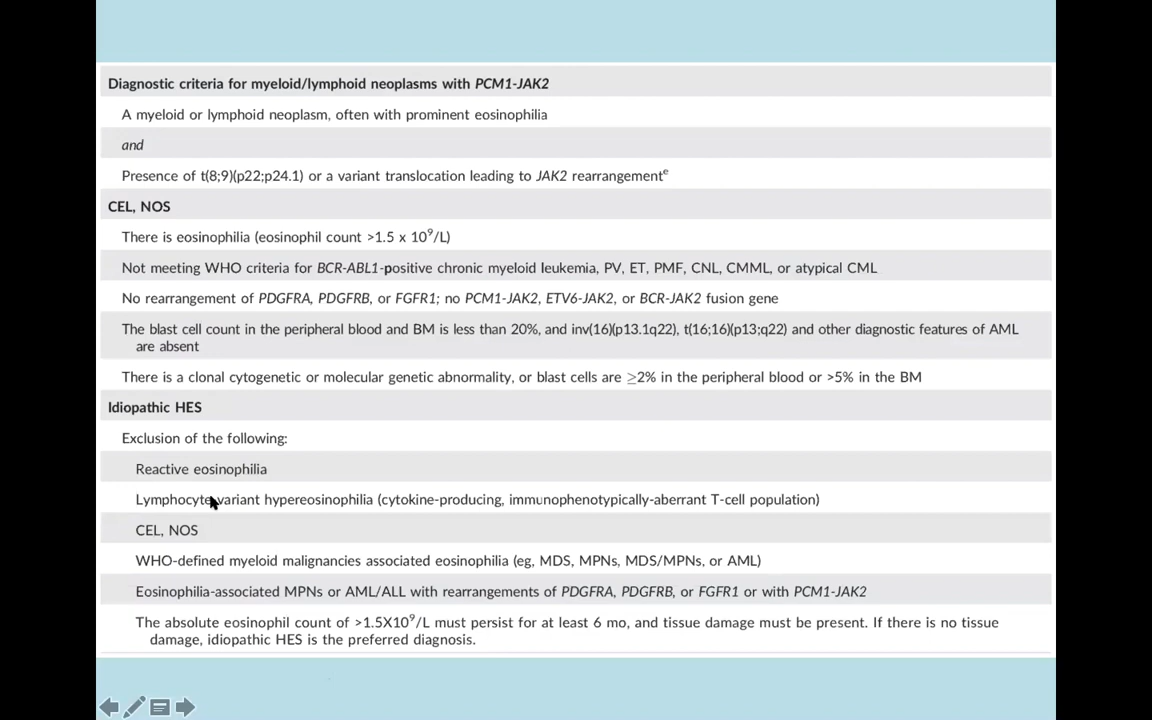 Diagnostic criteria for myeloid/lymphoid neoplasms with PCM1-JAK2
A myeloid or lymphoid neoplasm, often with prominent eosinophilia
and
Presence of t(8;9)(p22;p24.1) or a variant translocation leading to JAK2 rearrangementᵉ
CEL, NOS
There is eosinophilia (eosinophil count >1.5 x 10⁹/L)
Not meeting WHO criteria for BCR-ABL1-positive chronic myeloid leukemia, PV, ET, PMF, CNL, CMML, or atypical CML
No rearrangement of PDGFRA, PDGFRB, or FGFR1; no PCM1-JAK2, ETV6-JAK2, or BCR-JAK2 fusion gene
The blast cell count in the peripheral blood and BM is less than 20%, and inv(16)(p13.1q22), t(16;16)(p13;q22) and other diagnostic features of AML
are absent
There is a clonal cytogenetic or molecular genetic abnormality, or blast cells are ≥2% in the peripheral blood or >5% in the BM
Idiopathic HES
Exclusion of the following:
Reactive eosinophilia
Lymphocyte-variant hypereosinophilia (cytokine-producing, immunophenotypically-aberrant T-cell population)
CEL, NOS
WHO-defined myeloid malignancies associated eosinophilia (eg, MDS, MPNs, MDS/MPNs, or AML)
Eosinophilia-associated MPNs or AML/ALL with rearrangements of PDGFRA, PDGFRB, or FGFR1 or with PCM1-JAK2
The absolute eosinophil count of >1.5X10⁹/L must persist for at least 6 mo, and tissue damage must be present. If there is no tissue
damage, idiopathic HES is the preferred diagnosis.